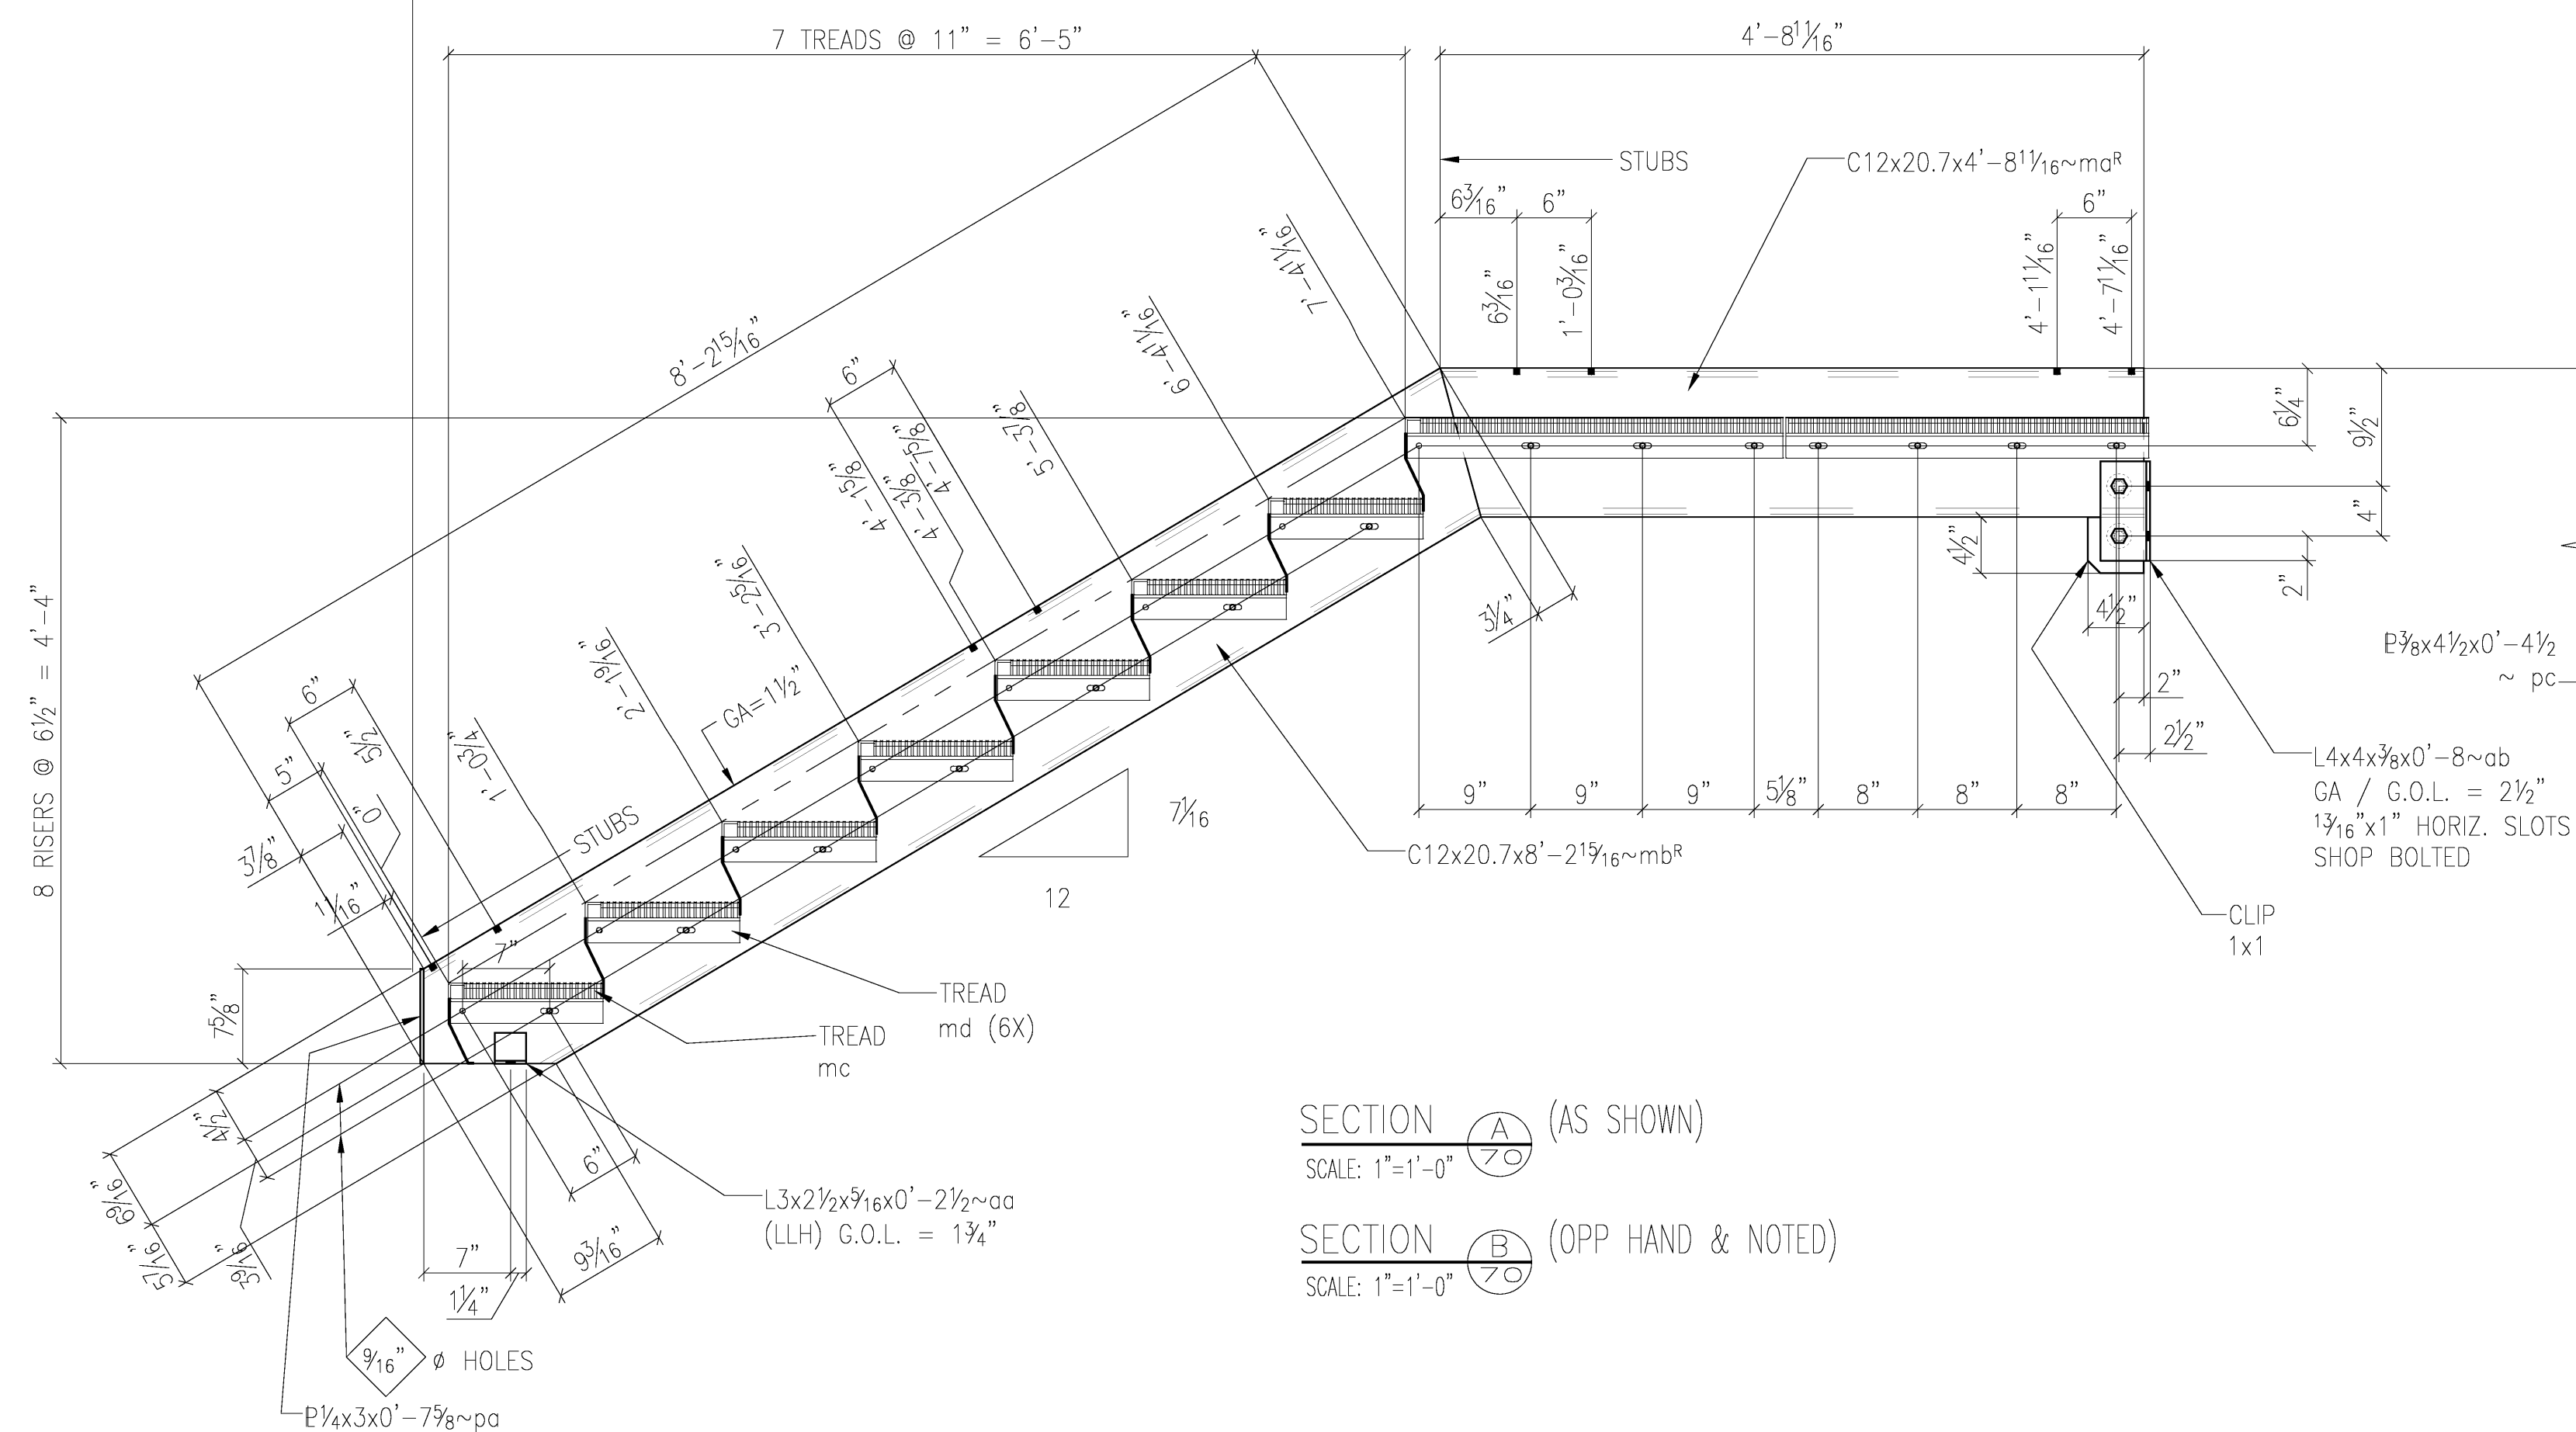 7 TREADS @ 11" = 6'-5"
4'-8 11/16"
STUBS
C12x20.7x4'-8 11/16~maR
6 3/16"
6"
6"
6 3/16"
1'-0 3/16"
4'-1 11/16"
4'-7 11/16"
7'-4 11/16"
6'-4 1/16"
8'-2 15/16"
6"
5'-3 7/8"
4'-7 5/8"
4'-3 1/8"
4'-1 5/8"
6 1/4"
9 1/2"
4"
2"
4 1/2"
4 1/2"
3 1/4"
3'-2 5/16"
2'-1 9/16"
GA=1 1/2"
8 RISERS @ 6 1/2" = 4'-4"
6"
5 1/2"
5"
1'-0 3/4"
0"
3 7/8"
11/16"
STUBS
7 1/16
12
C12x20.7x8'-2 15/16~mbR
9"
9"
9"
5 1/8"
8"
8"
8"
2"
2 1/2"
PL3/8x4 1/2x0'-4 1/2
~ pc
L4x4x3/8x0'-8~ab
GA / G.O.L. = 2 1/2"
13/16"x1" HORIZ. SLOTS
SHOP BOLTED
CLIP
1x1
7"
7 5/8"
TREAD
md (6X)
TREAD
mc
4 1/2"
6 9/16"
5 7/16"
3 9/16"
6"
9 3/16"
7"
1 1/4"
L3x2 1/2x5/16x0'-2 1/2~aa
(LLH) G.O.L. = 1 3/4"
9/16" ø HOLES
PL1/4x3x0'-7 5/8~pa
SECTION A (AS SHOWN)
SCALE: 1"=1'-0" 70
SECTION B (OPP HAND & NOTED)
SCALE: 1"=1'-0" 70